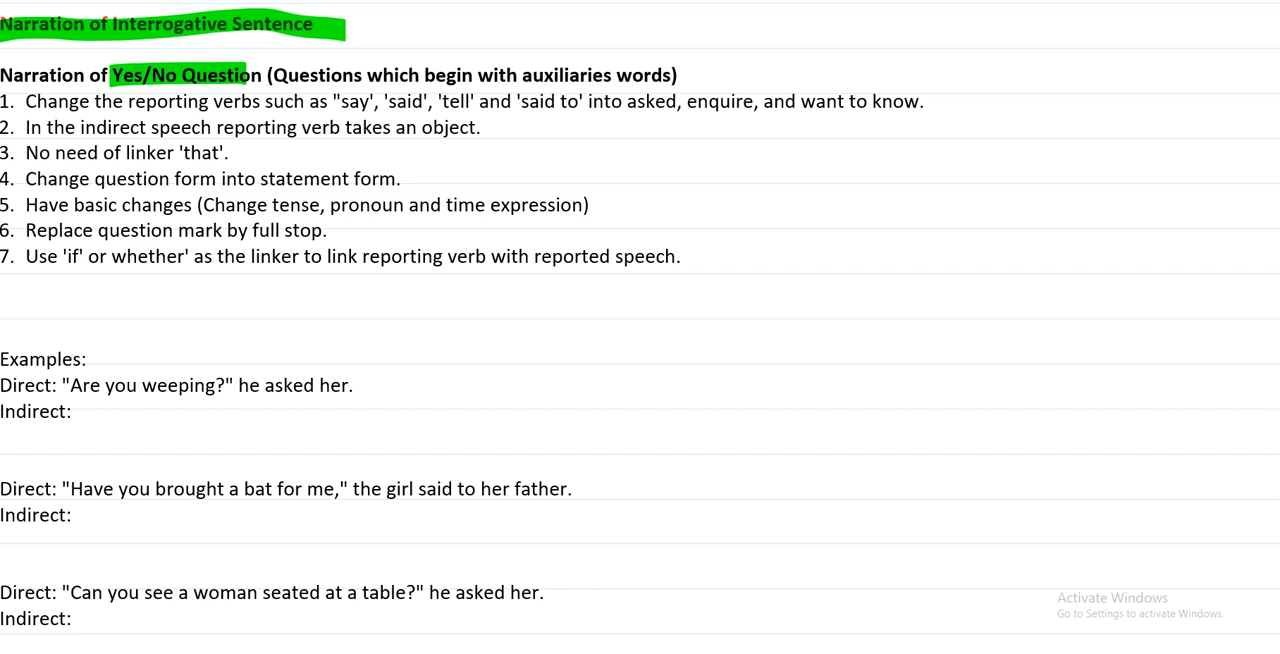 Narration of Interrogative Sentence
Narration of Yes/No Question (Questions which begin with auxiliaries words)
1. Change the reporting verbs such as "say', 'said', 'tell' and 'said to' into asked, enquire, and want to know.
2. In the indirect speech reporting verb takes an object.
3. No need of linker 'that'.
4. Change question form into statement form.
5. Have basic changes (Change tense, pronoun and time expression)
6. Replace question mark by full stop.
7. Use 'if' or whether' as the linker to link reporting verb with reported speech.
Examples:
Direct: "Are you weeping?" he asked her.
Indirect:
Direct: "Have you brought a bat for me," the girl said to her father.
Indirect:
Direct: "Can you see a woman seated at a table?" he asked her.
Indirect:
Activate Windows
Go to Settings to activate Windows.